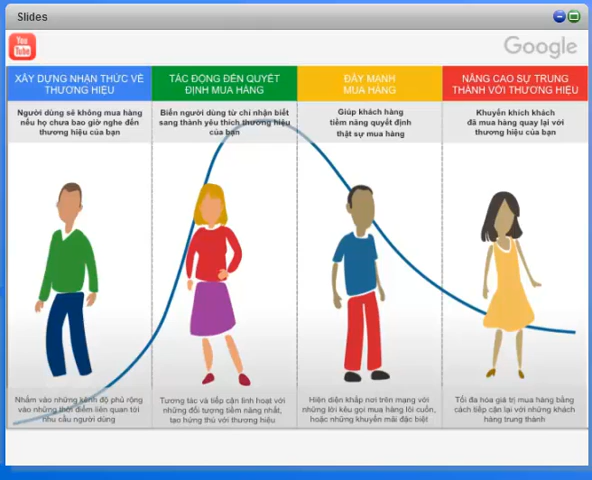 Slides
You
Tube
Google
XÂY DỰNG NHẬN THỨC VỀ
THƯƠNG HIỆU
TÁC ĐỘNG ĐẾN QUYẾT
ĐỊNH MUA HÀNG
ĐẨY MẠNH
MUA HÀNG
NÂNG CAO SỰ TRUNG
THÀNH VỚI THƯƠNG HIỆU
Người dùng sẽ không mua hàng
nếu họ chưa bao giờ nghe đến
thương hiệu của bạn
Biến người dùng từ chỉ nhận biết
sang thành yêu thích thương hiệu
của bạn
Giúp khách hàng
tiềm năng quyết định
thật sự mua hàng
Khuyến khích khách
đã mua hàng quay lại với
thương hiệu của bạn
Nhắm vào những kênh độ phủ rộng
vào những thời điểm liên quan tới
nhu cầu người dùng
Tương tác và tiếp cận linh hoạt với
những đối tượng tiềm năng nhất,
tạo hứng thú với thương hiệu
Hiện diện khắp nơi trên mạng với
những lời kêu gọi mua hàng lôi cuốn,
hoặc những khuyến mãi đặc biệt
Tối đa hóa giá trị mua hàng bằng
cách tiếp cận lại với những khách
hàng trung thành